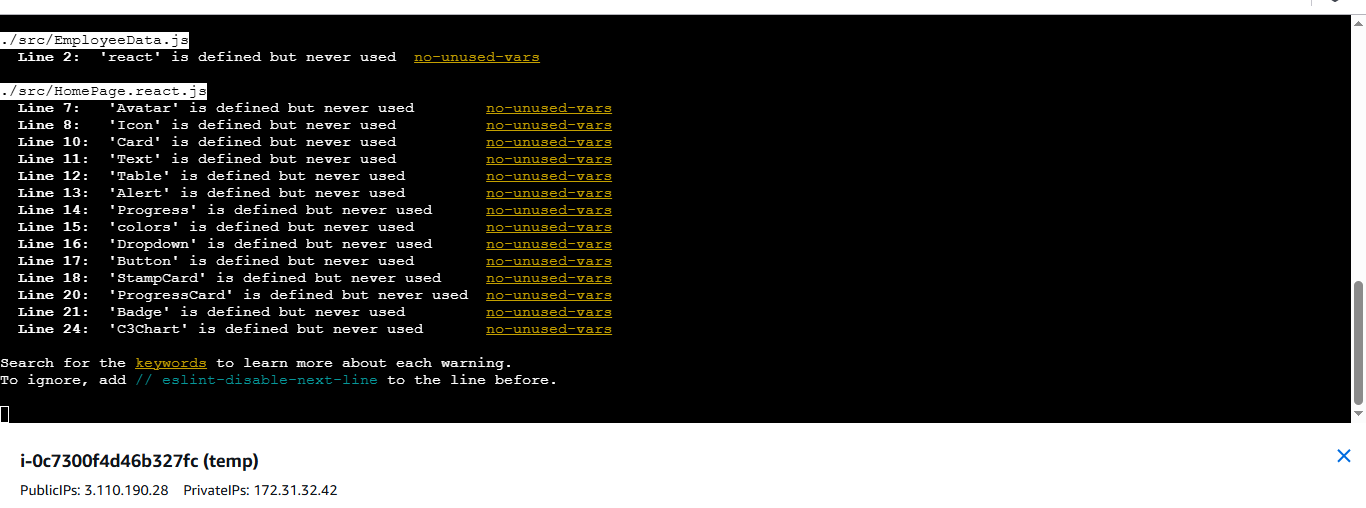 ./src/EmployeeData.js
Line 2: 'react' is defined but never used no-unused-vars
./src/HomePage.react.js
Line 7: 'Avatar' is defined but never used no-unused-vars
Line 8: 'Icon' is defined but never used no-unused-vars
Line 10: 'Card' is defined but never used no-unused-vars
Line 11: 'Text' is defined but never used no-unused-vars
Line 12: 'Table' is defined but never used no-unused-vars
Line 13: 'Alert' is defined but never used no-unused-vars
Line 14: 'Progress' is defined but never used no-unused-vars
Line 15: 'colors' is defined but never used no-unused-vars
Line 16: 'Dropdown' is defined but never used no-unused-vars
Line 17: 'Button' is defined but never used no-unused-vars
Line 18: 'StampCard' is defined but never used no-unused-vars
Line 20: 'ProgressCard' is defined but never used no-unused-vars
Line 21: 'Badge' is defined but never used no-unused-vars
Line 24: 'C3Chart' is defined but never used no-unused-vars
Search for the keywords to learn more about each warning.
To ignore, add // eslint-disable-next-line to the line before.
i-0c7300f4d46b327fc (temp)
PublicIPs: 3.110.190.28 PrivateIPs: 172.31.32.42